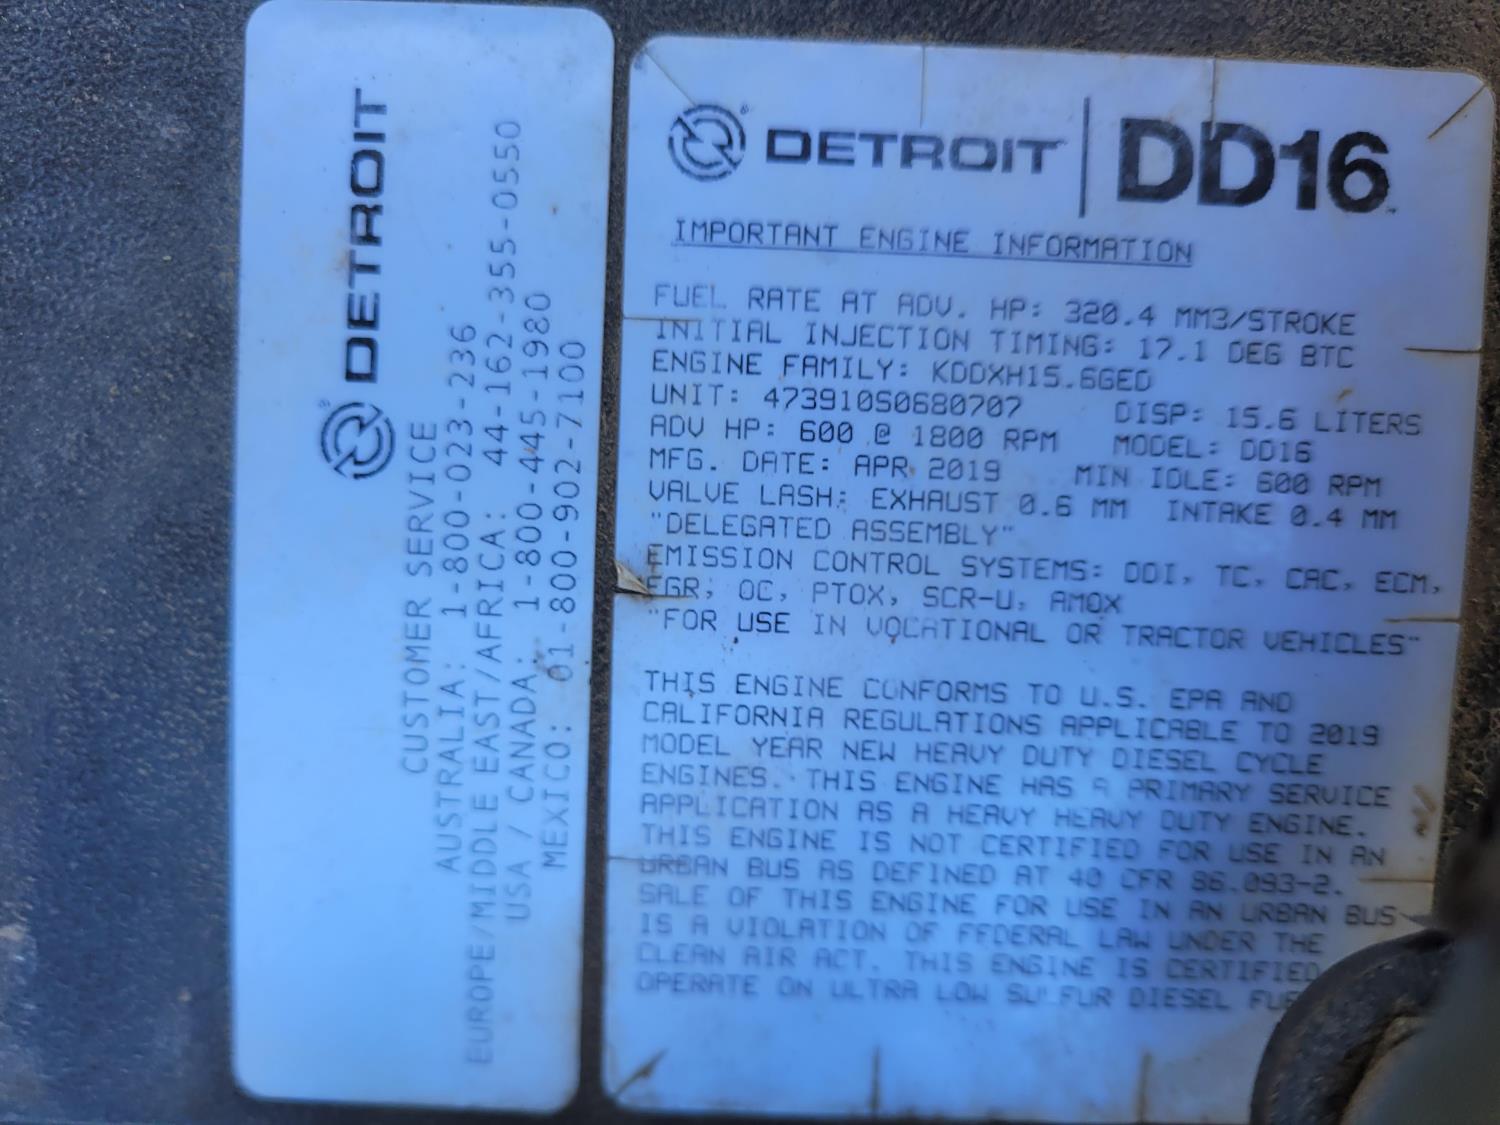 DETROIT
CUSTOMER SERVICE
AUSTRALIA: 1-800-023-236
EUROPE/MIDDLE EAST/AFRICA: 44-162-355-0550
USA / CANADA: 1-800-445-1980
MEXICO: 01-800-902-7100
DETROIT | DD16
IMPORTANT ENGINE INFORMATION
FUEL RATE AT ADV. HP: 320.4 MM3/STROKE
INITIAL INJECTION TIMING: 17.1 DEG BTC
ENGINE FAMILY: KDDXH15.6GED
UNIT: 473910S0680707 DISP: 15.6 LITERS
ADV HP: 600 @ 1800 RPM MODEL: DD16
MFG. DATE: APR 2019 MIN IDLE: 600 RPM
VALVE LASH: EXHAUST 0.6 MM INTAKE 0.4 MM
"DELEGATED ASSEMBLY"
EMISSION CONTROL SYSTEMS: DDI, TC, CAC, ECM,
EGR, OC, PTOX, SCR-U, AMOX
"FOR USE IN VOCATIONAL OR TRACTOR VEHICLES"
THIS ENGINE CONFORMS TO U.S. EPA AND
CALIFORNIA REGULATIONS APPLICABLE TO 2019
MODEL YEAR NEW HEAVY DUTY DIESEL CYCLE
ENGINES. THIS ENGINE HAS A PRIMARY SERVICE
APPLICATION AS A HEAVY HEAVY DUTY ENGINE.
THIS ENGINE IS NOT CERTIFIED FOR USE IN AN
URBAN BUS AS DEFINED AT 40 CFR 86.093-2.
SALE OF THIS ENGINE FOR USE IN AN URBAN BUS
IS A VIOLATION OF FEDERAL LAW UNDER THE
CLEAN AIR ACT. THIS ENGINE IS CERTIFIED
OPERATE ON ULTRA LOW SULFUR DIESEL